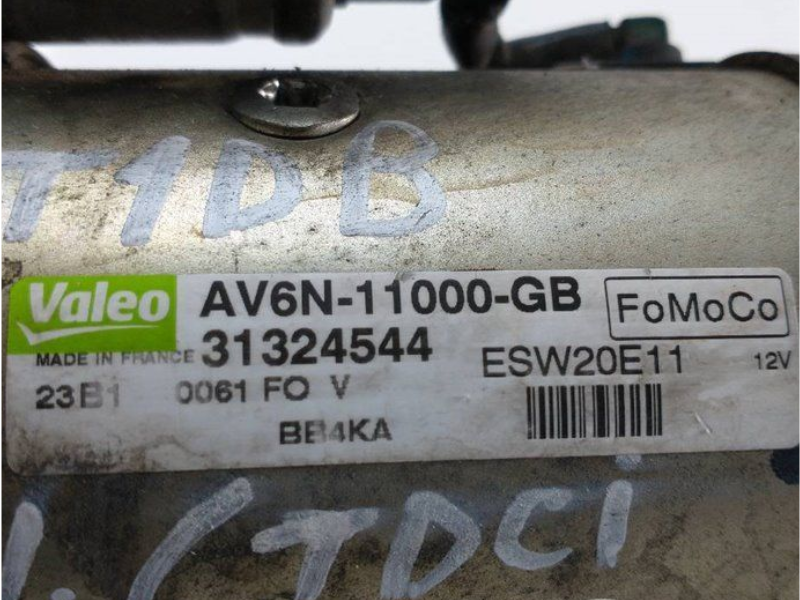 T1DB
Valeo AV6N-11000-GB FoMoCo
MADE IN FRANCE 31324544 ESW20E11 12V
23B1 0061 FO V
BB4KA
TDCi